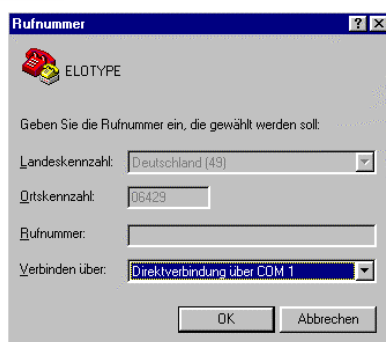 Rufnummer
ELOTYPE
Geben Sie die Rufnummer ein, die gewählt werden soll:
Landeskennzahl: Deutschland (49)
Ortskennzahl: 06429
Rufnummer:
Verbinden über: Direktverbindung über COM 1
OK Abbrechen